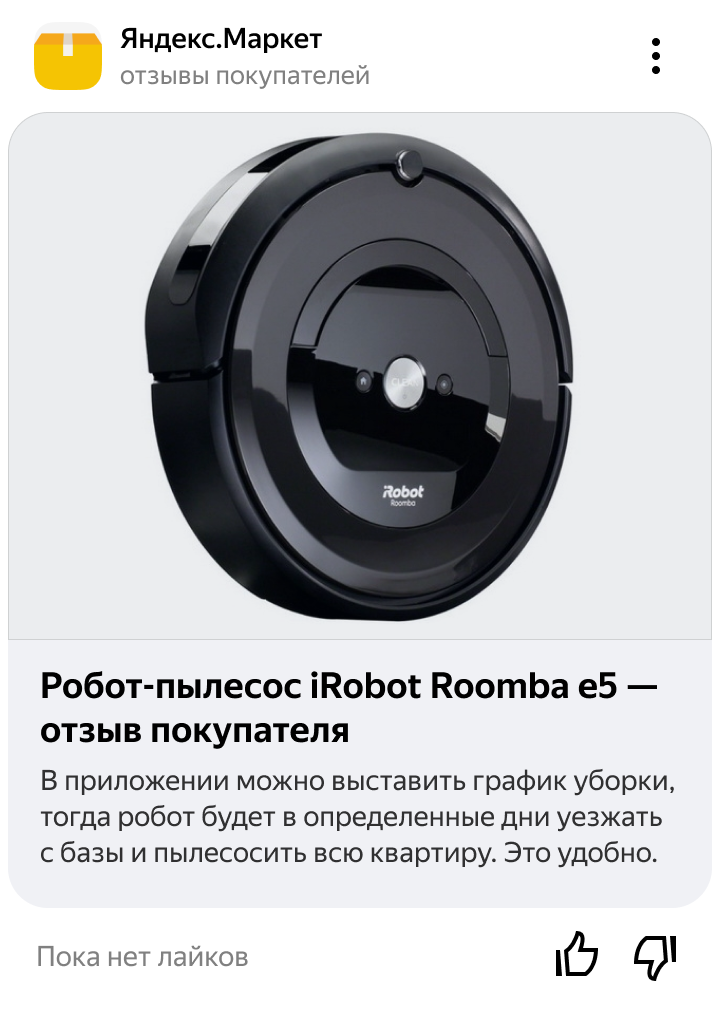 Яндекс.Маркет
отзывы покупателей
CLEAN
iRobot
Roomba
Робот-пылесос iRobot Roomba e5 —
отзыв покупателя
В приложении можно выставить график уборки,
тогда робот будет в определенные дни уезжать
с базы и пылесосить всю квартиру. Это удобно.
Пока нет лайков